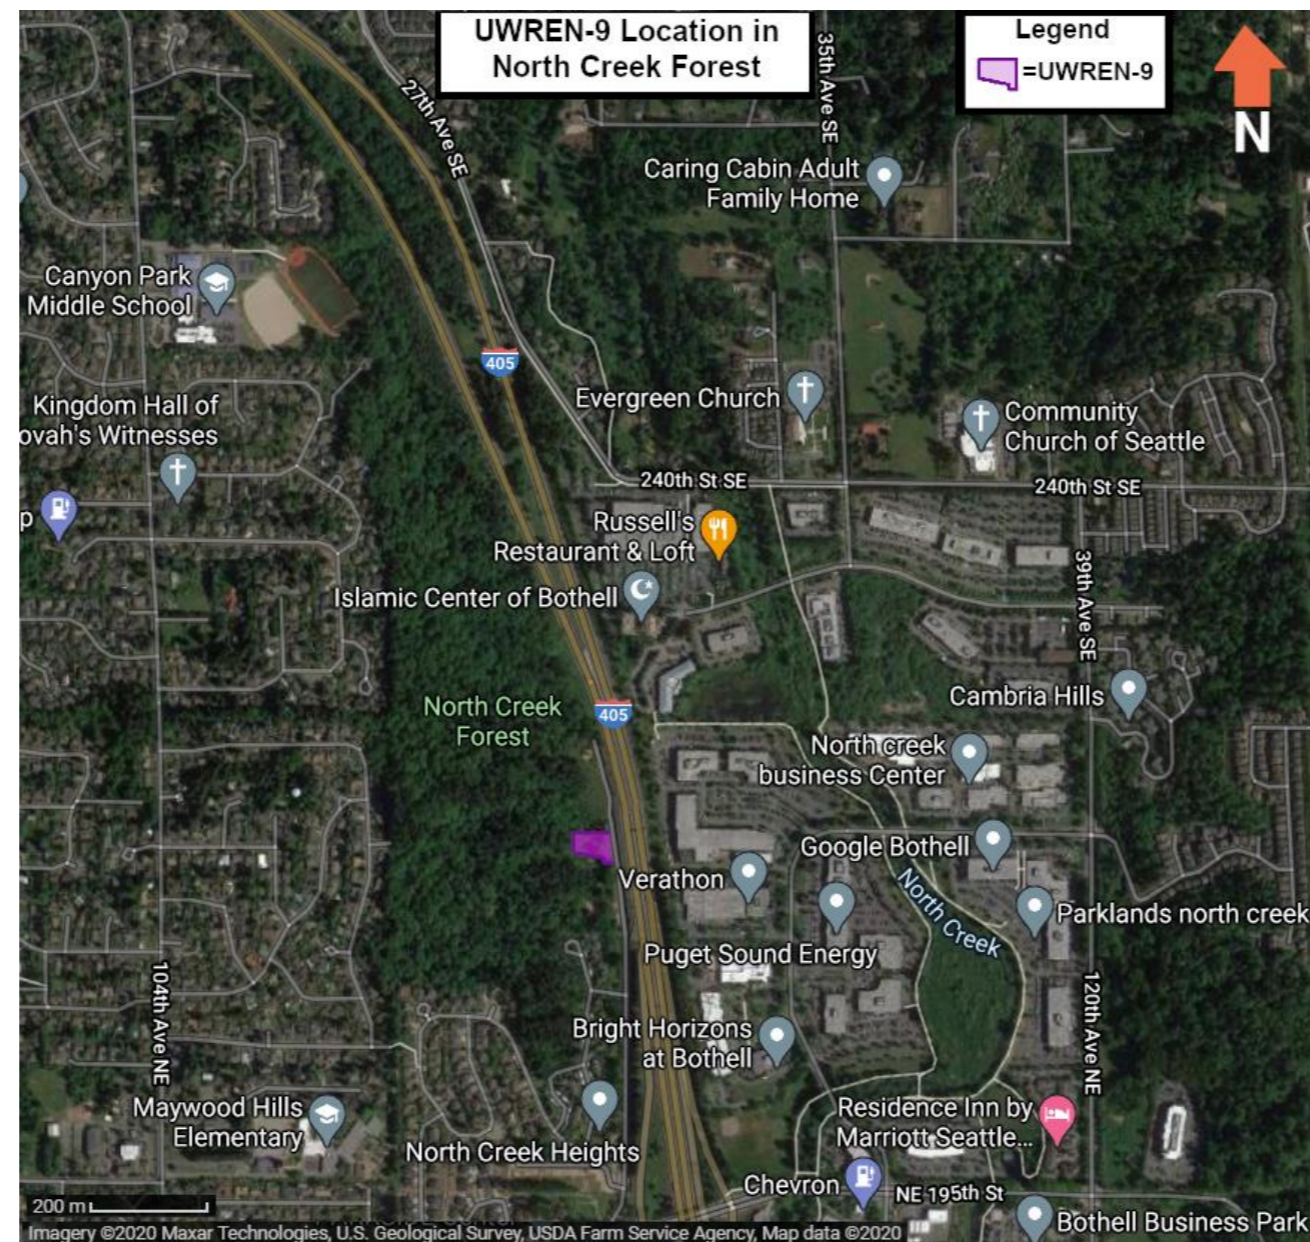 UWREN-9 Location in
North Creek Forest
Legend
=UWREN-9
N
27th Ave SE
35th Ave SE
Caring Cabin Adult
Family Home
Canyon Park
Middle School
405
Kingdom Hall of
ovah's Witnesses
Evergreen Church
Community
Church of Seattle
240th St SE
240th St SE
p
Russell's
Restaurant & Loft
Islamic Center of Bothell
39th Ave SE
Cambria Hills
North Creek
Forest
405
North creek
business Center
Google Bothell
Verathon
North Creek
Parklands north creek
Puget Sound Energy
104th Ave NE
120th Ave NE
Bright Horizons
at Bothell
Maywood Hills
Elementary
North Creek Heights
Residence Inn by
Marriott Seattle...
Chevron
NE 195th St
Bothell Business Park
200 m
Imagery ©2020 Maxar Technologies, U.S. Geological Survey, USDA Farm Service Agency, Map data ©2020